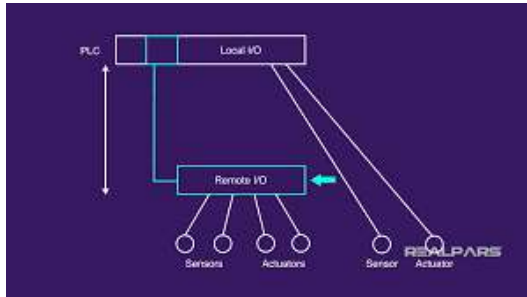 PLC
Local I/O
Remote I/O
Sensors
Actuators
Sensor
Actuator
REALPARS